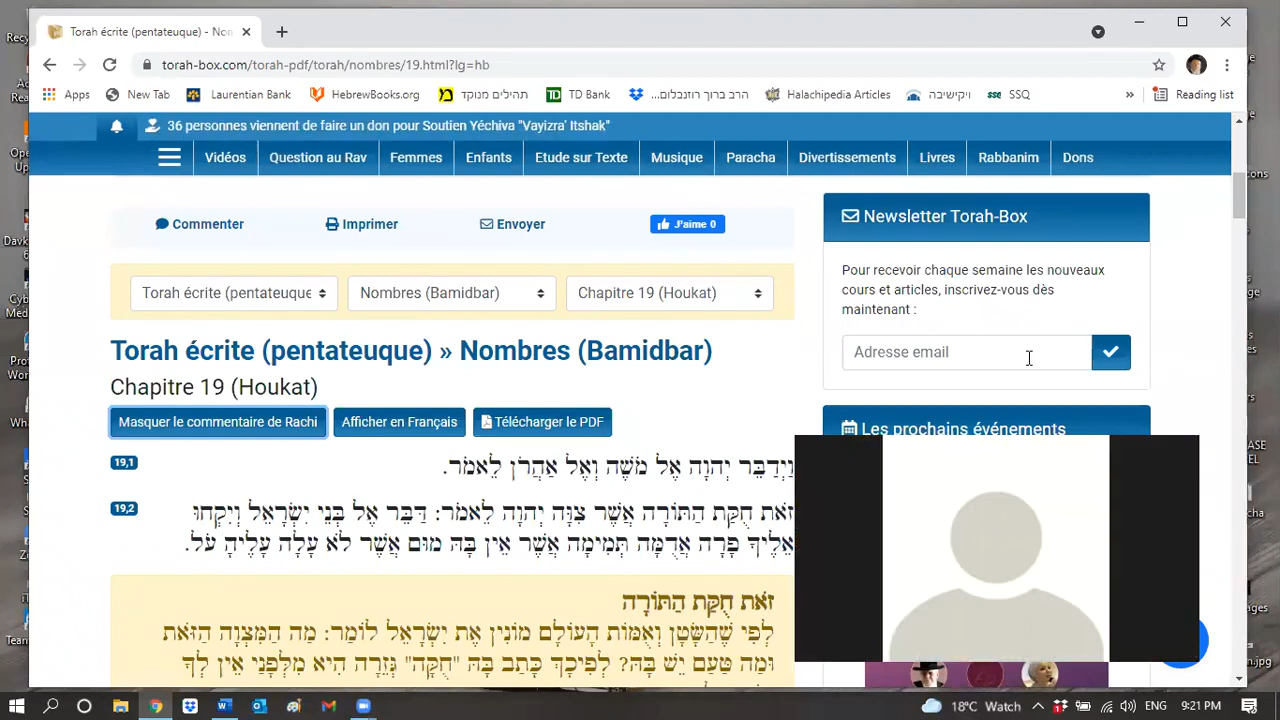 Torah écrite (pentateuque) - Non
torah-box.com/torah-pdf/torah/nombres/19.html?lg=hb
Apps New Tab Laurentian Bank HebrewBooks.org תהילים מנוקד TD Bank הרב ברוך רוזנבלום... Halachipedia Articles ויקישיבה SSQ » Reading list
36 personnes viennent de faire un don pour Soutien Yéchiva "Vayizra' Itshak"
Vidéos Question au Rav Femmes Enfants Etude sur Texte Musique Paracha Divertissements Livres Rabbanim Dons
Commenter Imprimer Envoyer J'aime 0
Newsletter Torah-Box
Pour recevoir chaque semaine les nouveaux
cours et articles, inscrivez-vous dès
maintenant :
Adresse email
Torah écrite (pentateuque Nombres (Bamidbar) Chapitre 19 (Houkat)
Torah écrite (pentateuque) » Nombres (Bamidbar)
Chapitre 19 (Houkat)
Masquer le commentaire de Rachi Afficher en Français Télécharger le PDF
Les prochains événements
19,1
וַיְדַבֵּר יְהוָה אֶל מֹשֶׁה וְאֶל אַהֲרֹן לֵאמֹר.
19,2
זֹאת חֻקַּת הַתּוֹרָה אֲשֶׁר צִוָּה יְהוָה לֵאמֹר: דַּבֵּר אֶל בְּנֵי יִשְׂרָאֵל וְיִקְחוּ
אֵלֶיךָ פָרָה אֲדֻמָּה תְּמִימָה אֲשֶׁר אֵין בָּהּ מוּם אֲשֶׁר לֹא עָלָה עָלֶיהָ עֹל.
זֹאת חֻקַּת הַתּוֹרָה
לְפִי שֶׁהַשָּׂטָן וְאֻמּוֹת הָעוֹלָם מוֹנִין אֶת יִשְׂרָאֵל לוֹמַר: מַה הַמִּצְוָה הַזֹּאת
וּמַה טַּעַם יֵשׁ בָּהּ? לְפִיכָךְ כָּתַב בָּהּ "חֻקָּה" גְּזֵרָה הִיא מִלְּפָנַי אֵין לְךָ
18°C Watch ENG 9:21 PM